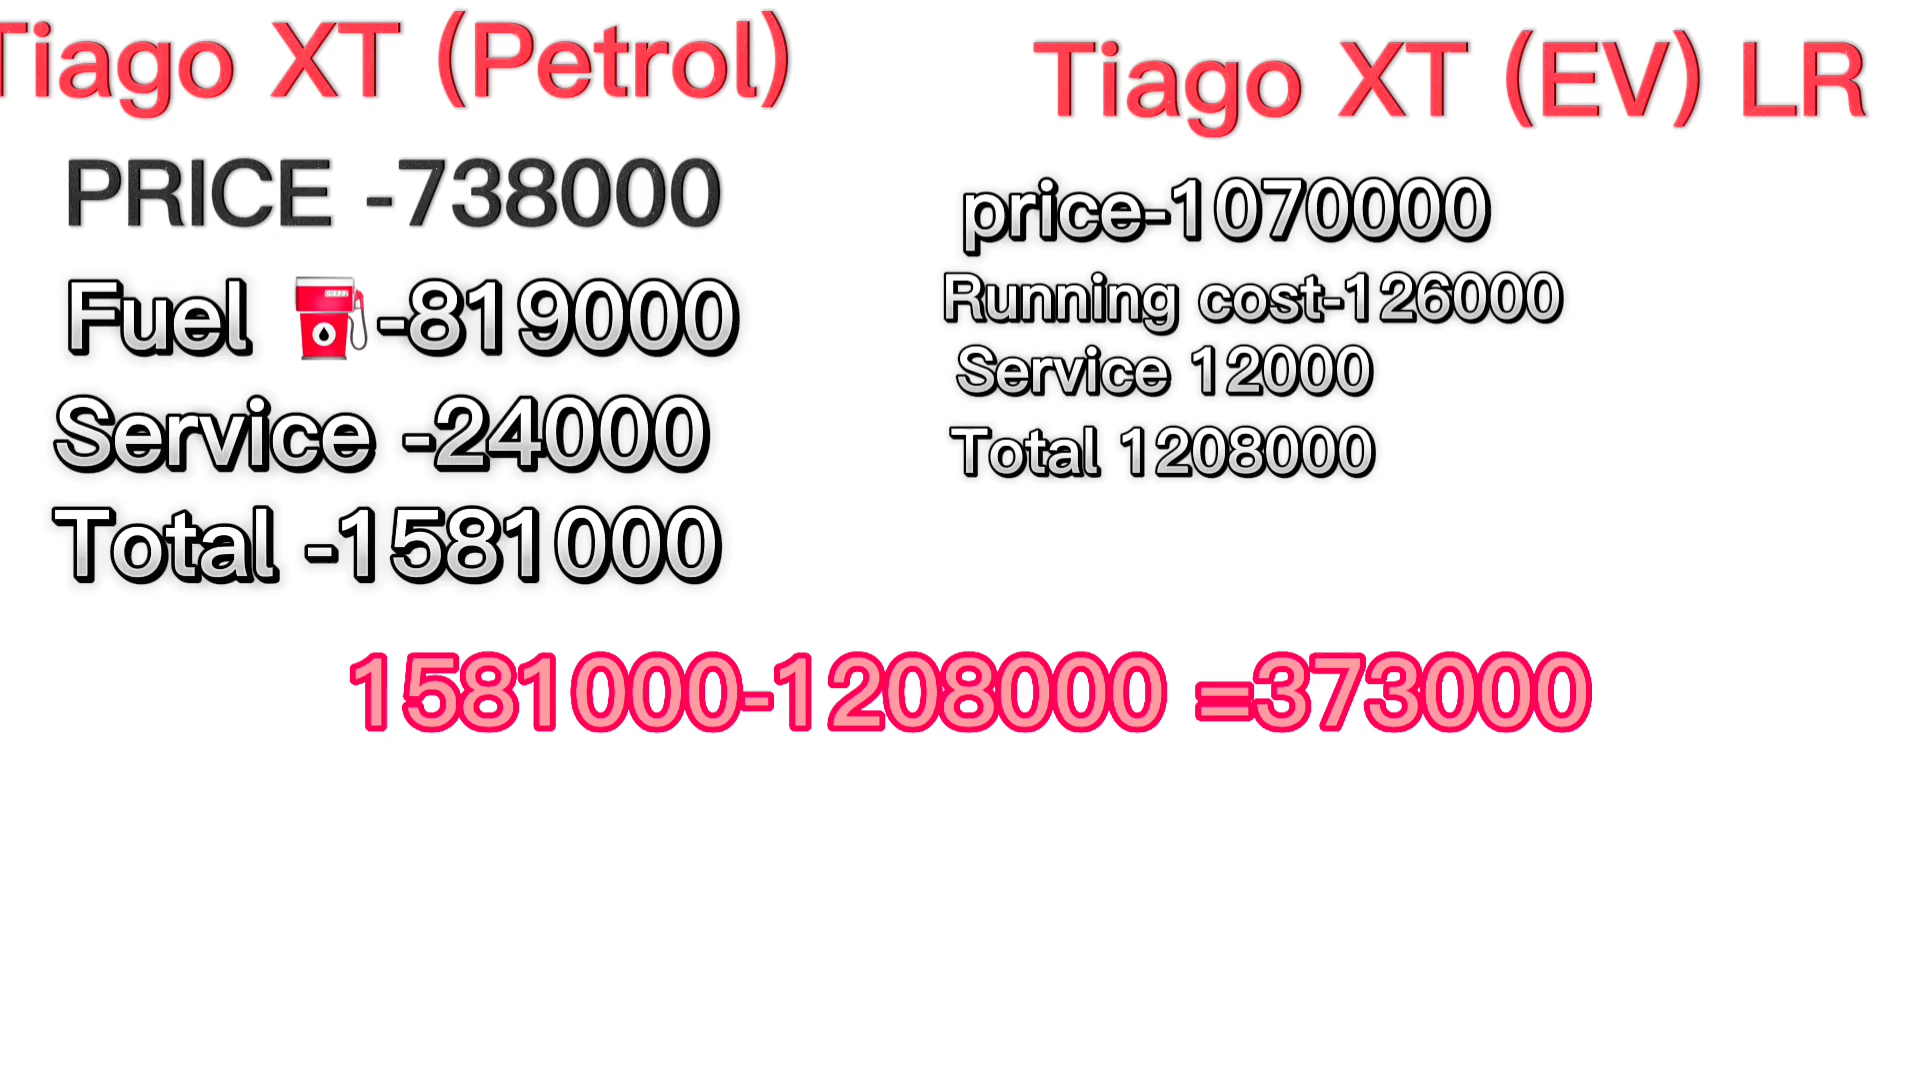 Tiago XT (Petrol)
PRICE -738000
Fuel ⛽-819000
Service -24000
Total -1581000
Tiago XT (EV) LR
price-1070000
Running cost-126000
Service 12000
Total 1208000
1581000-1208000 =373000